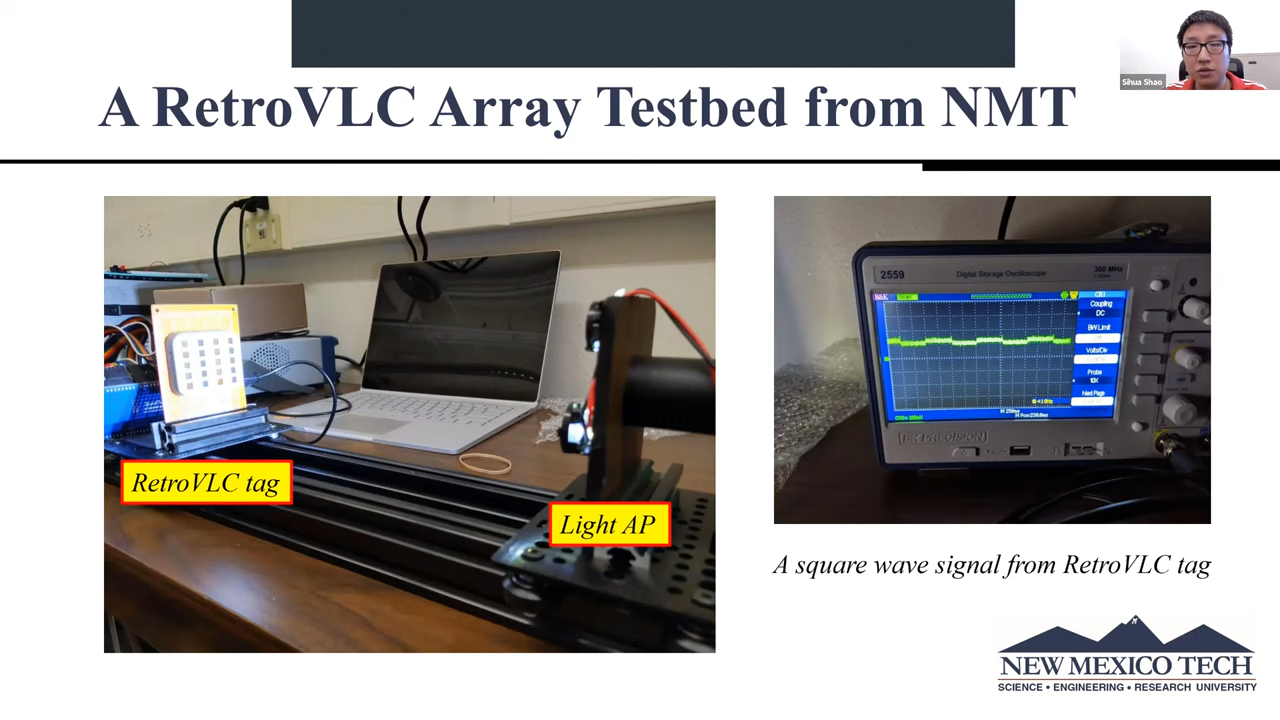 A RetroVLC Array Testbed from NMT
Sihua Shao
RetroVLC tag
Light AP
2559
Digital Storage Oscilloscope
300 MHz
B&K
CH1
Coupling
DC
BW Limit
Volts/Div
Probe
Next Page
BK PRECISION
A square wave signal from RetroVLC tag
NEW MEXICO TECH
SCIENCE • ENGINEERING • RESEARCH UNIVERSITY